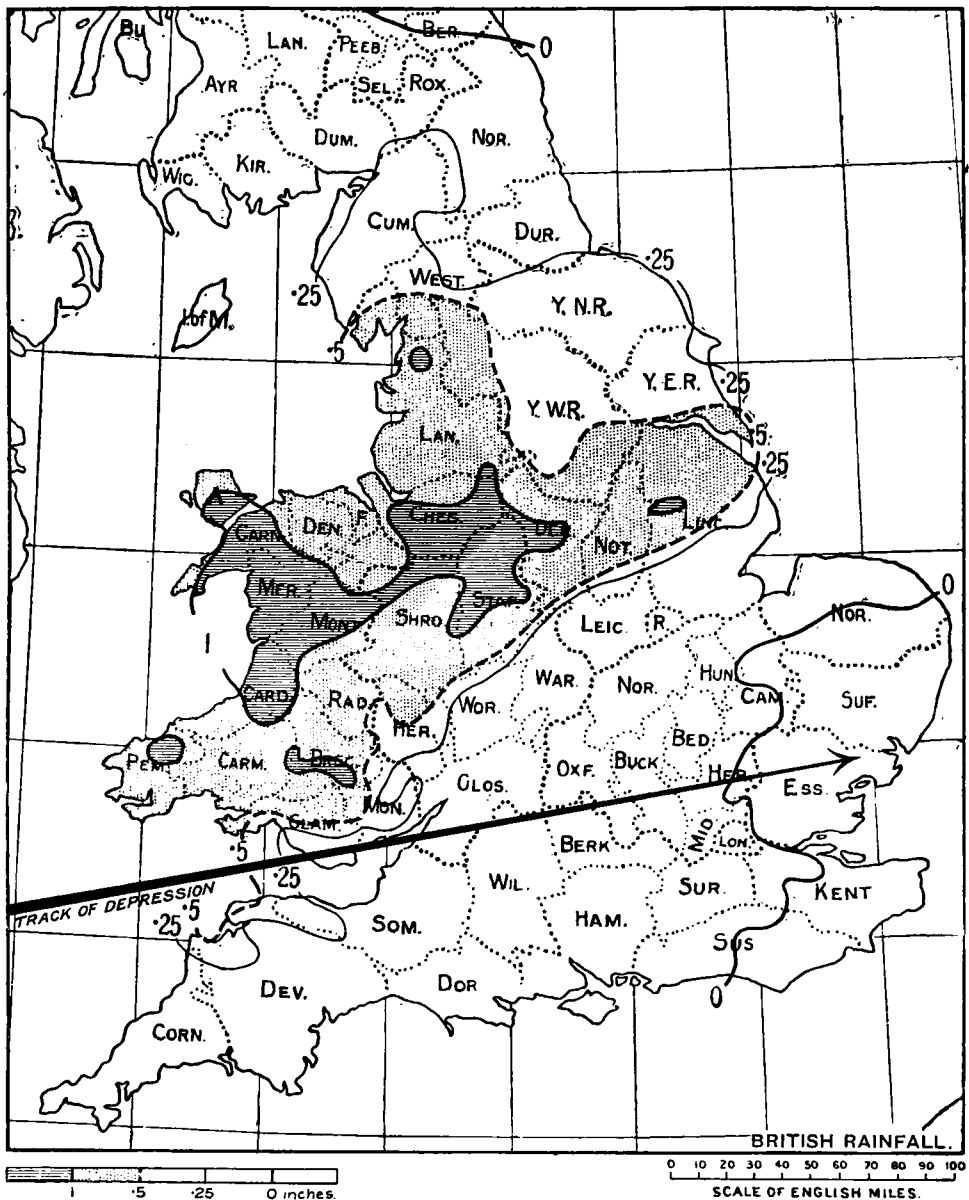 BU.
LAN.
PEEB.
BER.
0
AYR
SEL.
ROX.
DUM.
NOR.
KIR.
WIG.
CUM.
DUR.
.25
WEST.
.25
I.of M.
Y. N.R.
.5
Y. E.R.
.25
Y. W.R.
LAN.
.5
.25
A
CARN.
DEN.
F.
CHES.
DER
NOT.
LINC.
MER.
MONT.
SHRO.
STAF.
LEIC.
R.
NOR.
0
1
HUN.
CAM.
SUF.
CARD.
RAD.
WAR.
NOR.
WOR.
HER.
PEM.
CARM.
BREC.
BED.
BUCK.
HER.
GLOS.
OXF.
ESS.
MON.
GLAM.
MID
LON.
BERK.
.5
.25
WIL.
SUR.
KENT
TRACK OF DEPRESSION
.5
.25
SOM.
HAM.
SUS
DEV.
DOR
0
CORN.
BRITISH RAINFALL.
1 .5 .25 0 inches.
0 10 20 30 40 50 60 70 80 90 100
SCALE OF ENGLISH MILES.